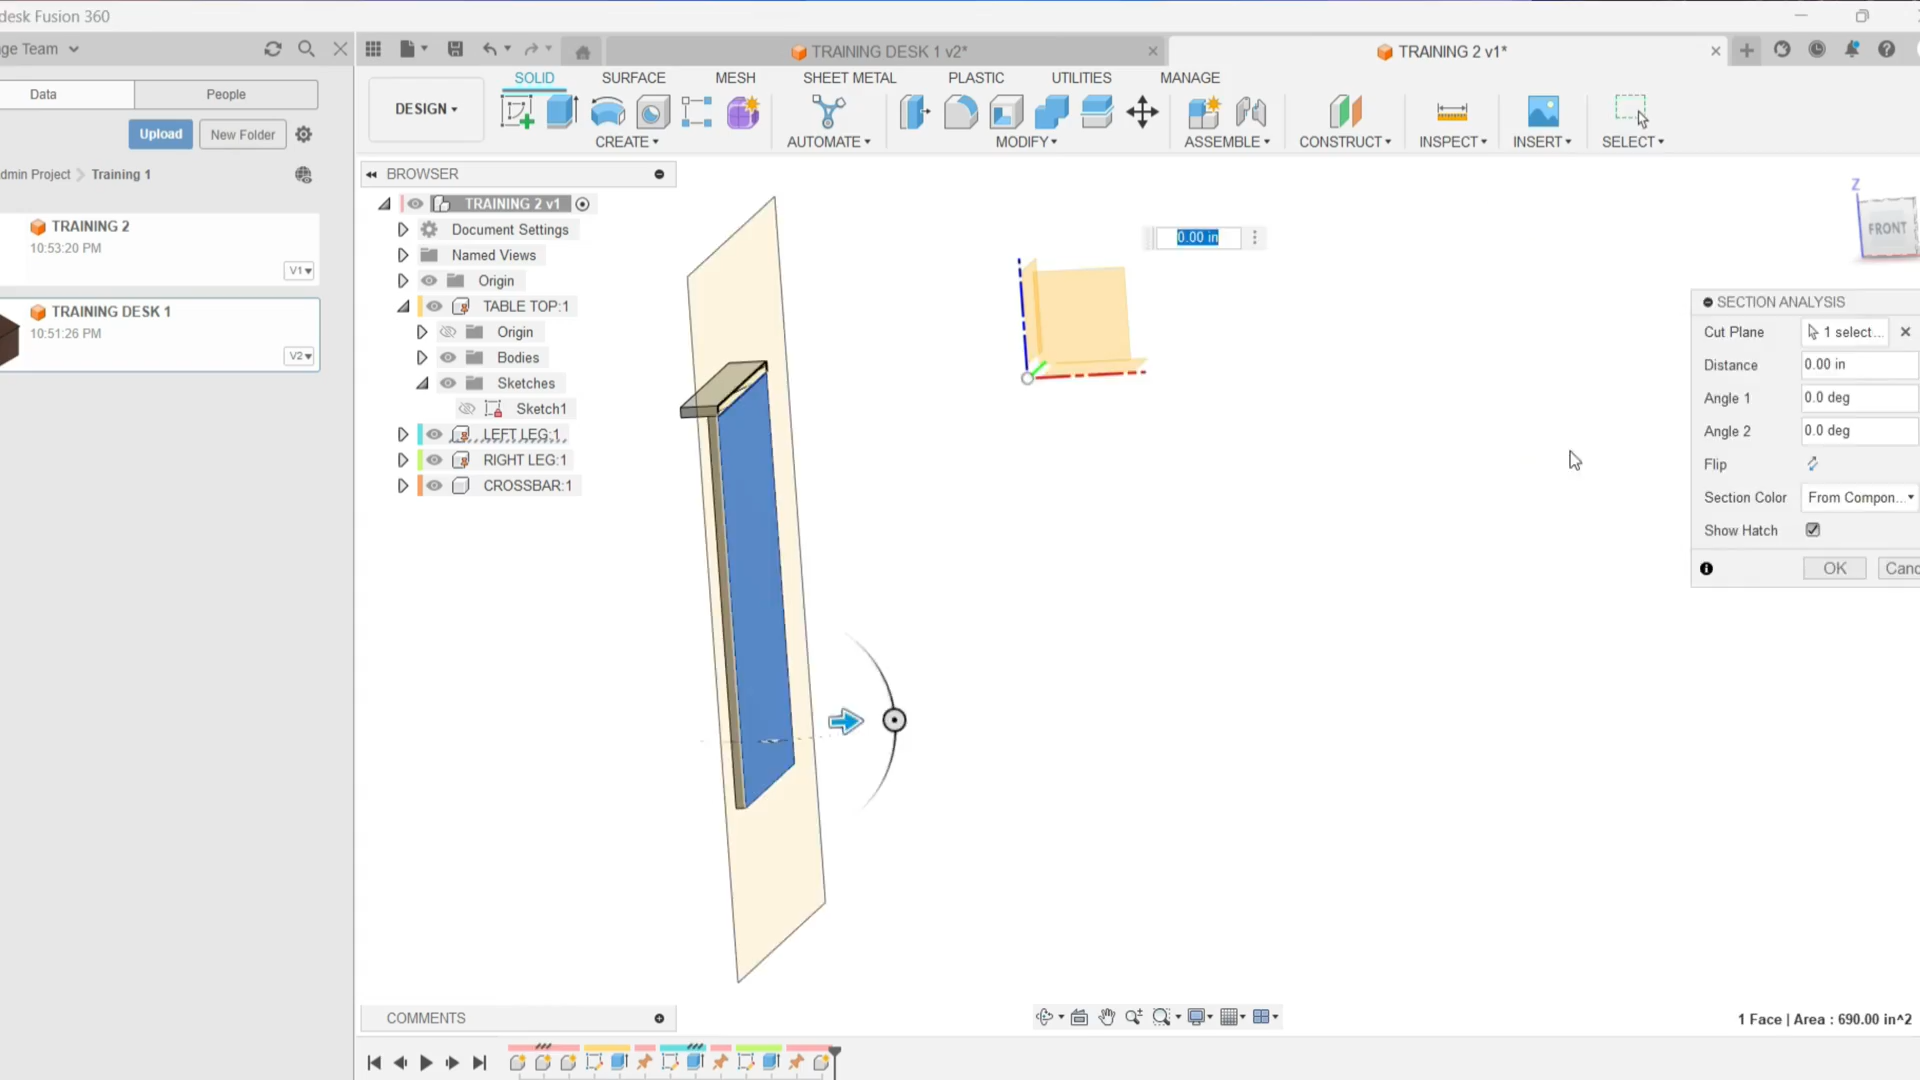 desk Fusion 360
ge Team
TRAINING DESK 1 v2*
TRAINING 2 v1*
SOLID
SURFACE
MESH
SHEET METAL
PLASTIC
UTILITIES
MANAGE
Data
People
DESIGN
Upload
New Folder
CREATE
AUTOMATE
MODIFY
ASSEMBLE
CONSTRUCT
INSPECT
INSERT
SELECT
dmin Project
Training 1
BROWSER
TRAINING 2 v1
Document Settings
Named Views
Origin
TABLE TOP:1
Origin
Bodies
Sketches
Sketch1
LEFT LEG:1
RIGHT LEG:1
CROSSBAR:1
TRAINING 2
10:53:20 PM
V1
TRAINING DESK 1
10:51:26 PM
V2
0.00 in
Z
FRONT
SECTION ANALYSIS
Cut Plane
1 select...
Distance
0.00 in
Angle 1
0.0 deg
Angle 2
0.0 deg
Flip
Section Color
From Compon...
Show Hatch
OK
Canc
COMMENTS
1 Face | Area : 690.00 in^2